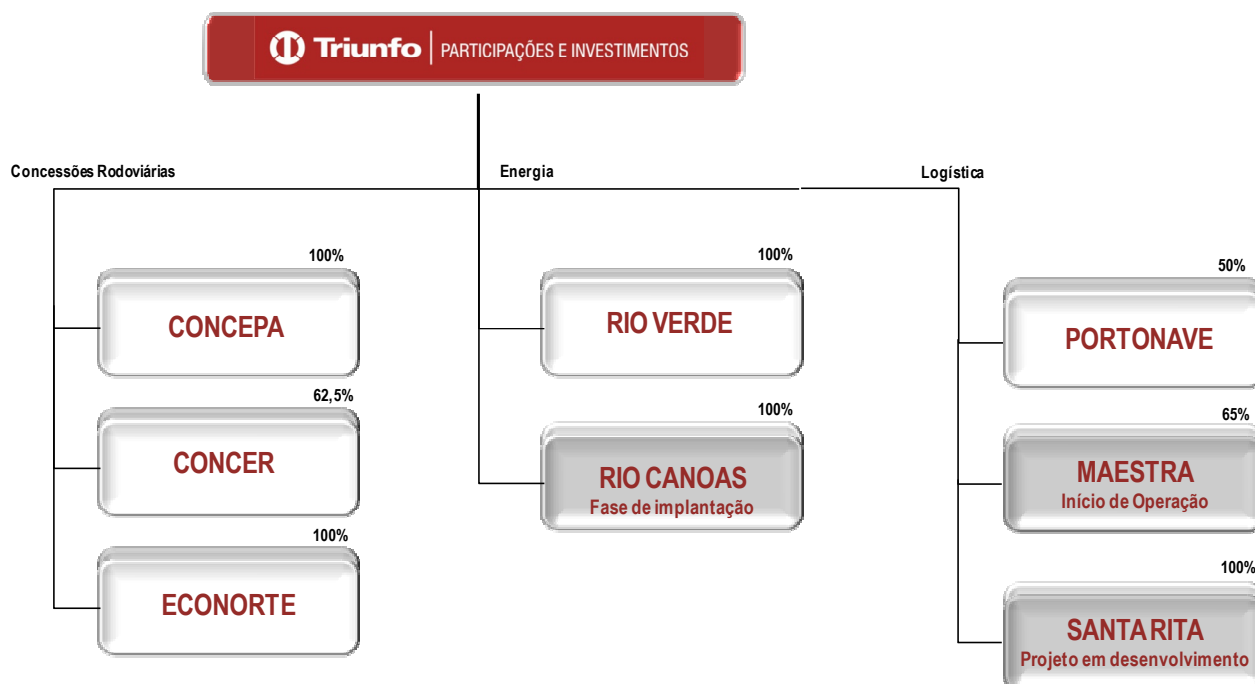 Triunfo PARTICIPAÇÕES E INVESTIMENTOS
Concessões Rodoviárias
100%
CONCEPA
62,5%
CONCER
100%
ECONORTE
Energia
100%
RIO VERDE
100%
RIO CANOAS
Fase de implantação
Logística
50%
PORTONAVE
65%
MAESTRA
Início de Operação
100%
SANTA RITA
Projeto em desenvolvimento